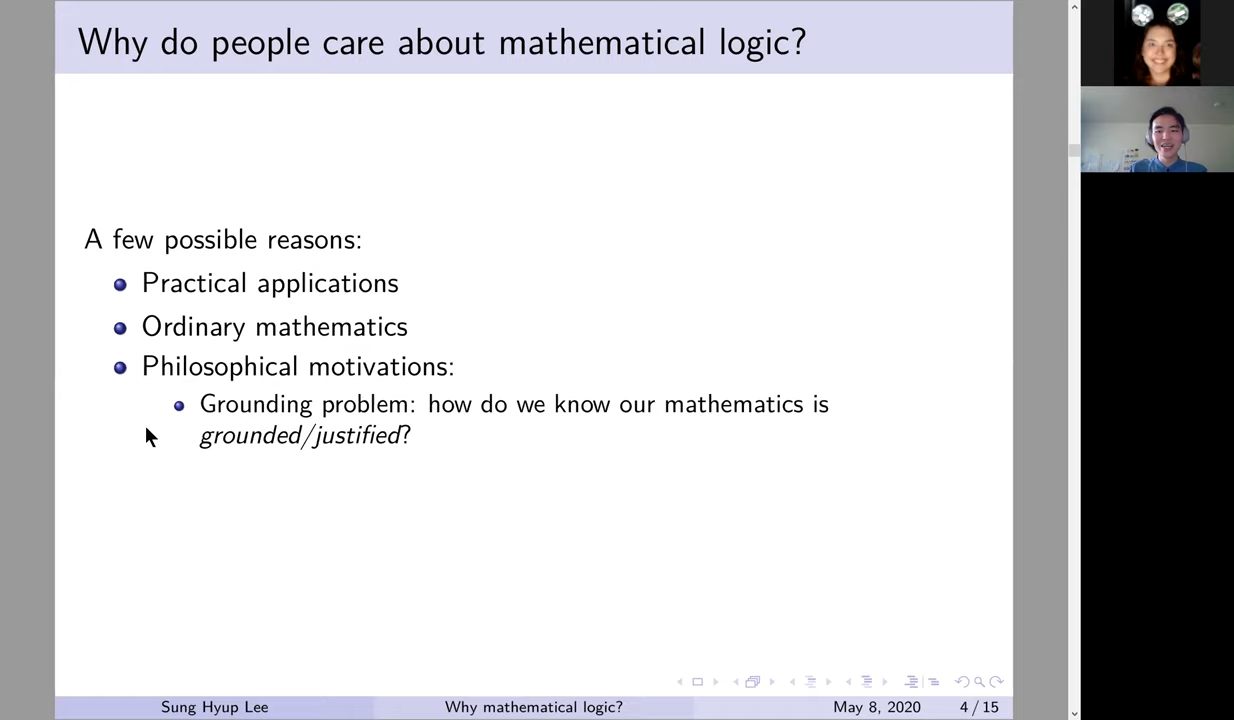 Why do people care about mathematical logic?
A few possible reasons:
Practical applications
Ordinary mathematics
Philosophical motivations:
Grounding problem: how do we know our mathematics is
grounded/justified?
Sung Hyup Lee
Why mathematical logic?
May 8, 2020
4 / 15